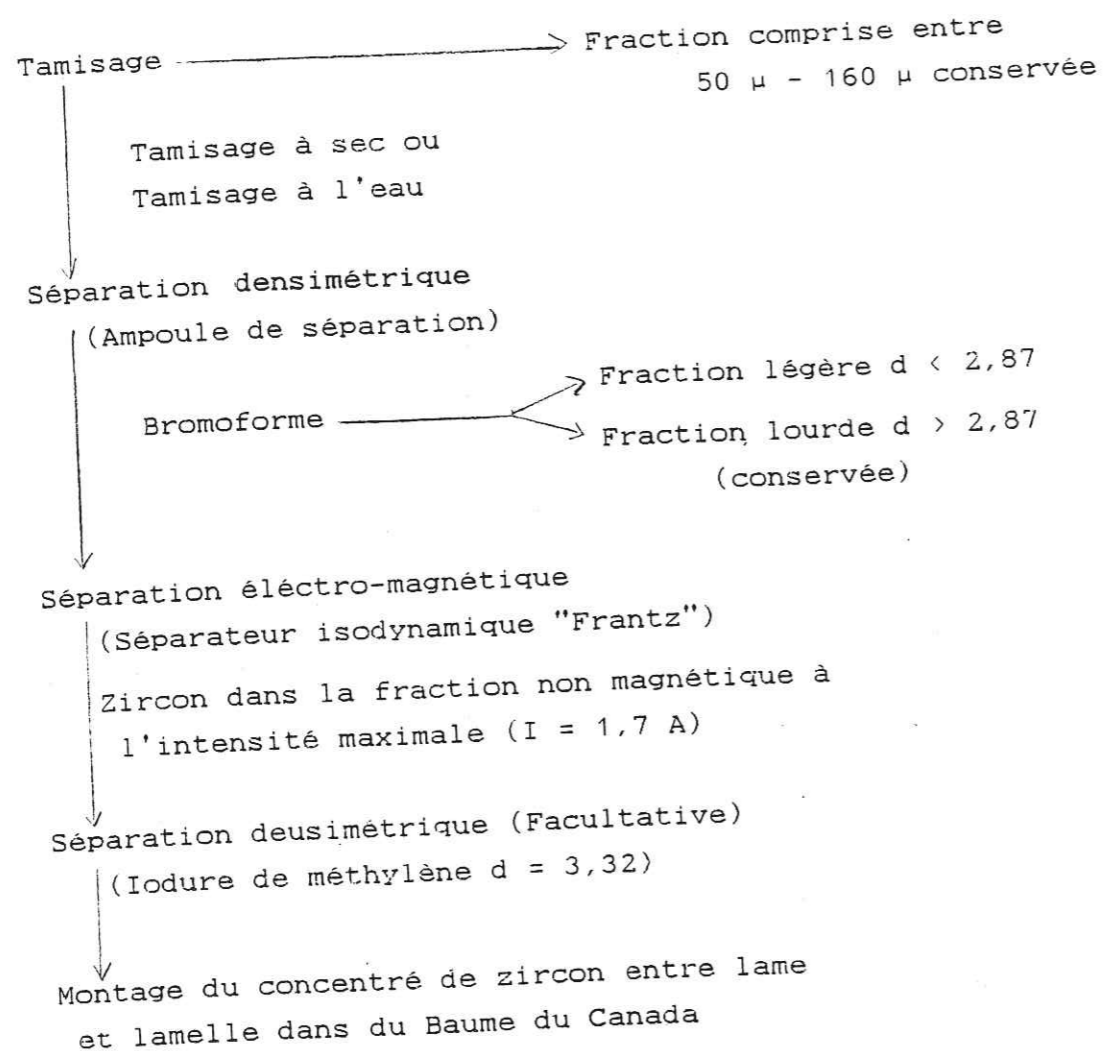 Tamisage
Fraction comprise entre
50 µ - 160 µ conservée
Tamisage à sec ou
Tamisage à l'eau
Séparation densimétrique
(Ampoule de séparation)
Fraction légère d < 2,87
Bromoforme
Fraction lourde d > 2,87
(conservée)
Séparation éléctro-magnétique
(Séparateur isodynamique "Frantz")
Zircon dans la fraction non magnétique à
l'intensité maximale (I = 1,7 A)
Séparation deusimétrique (Facultative)
(Iodure de méthylène d = 3,32)
Montage du concentré de zircon entre lame
et lamelle dans du Baume du Canada